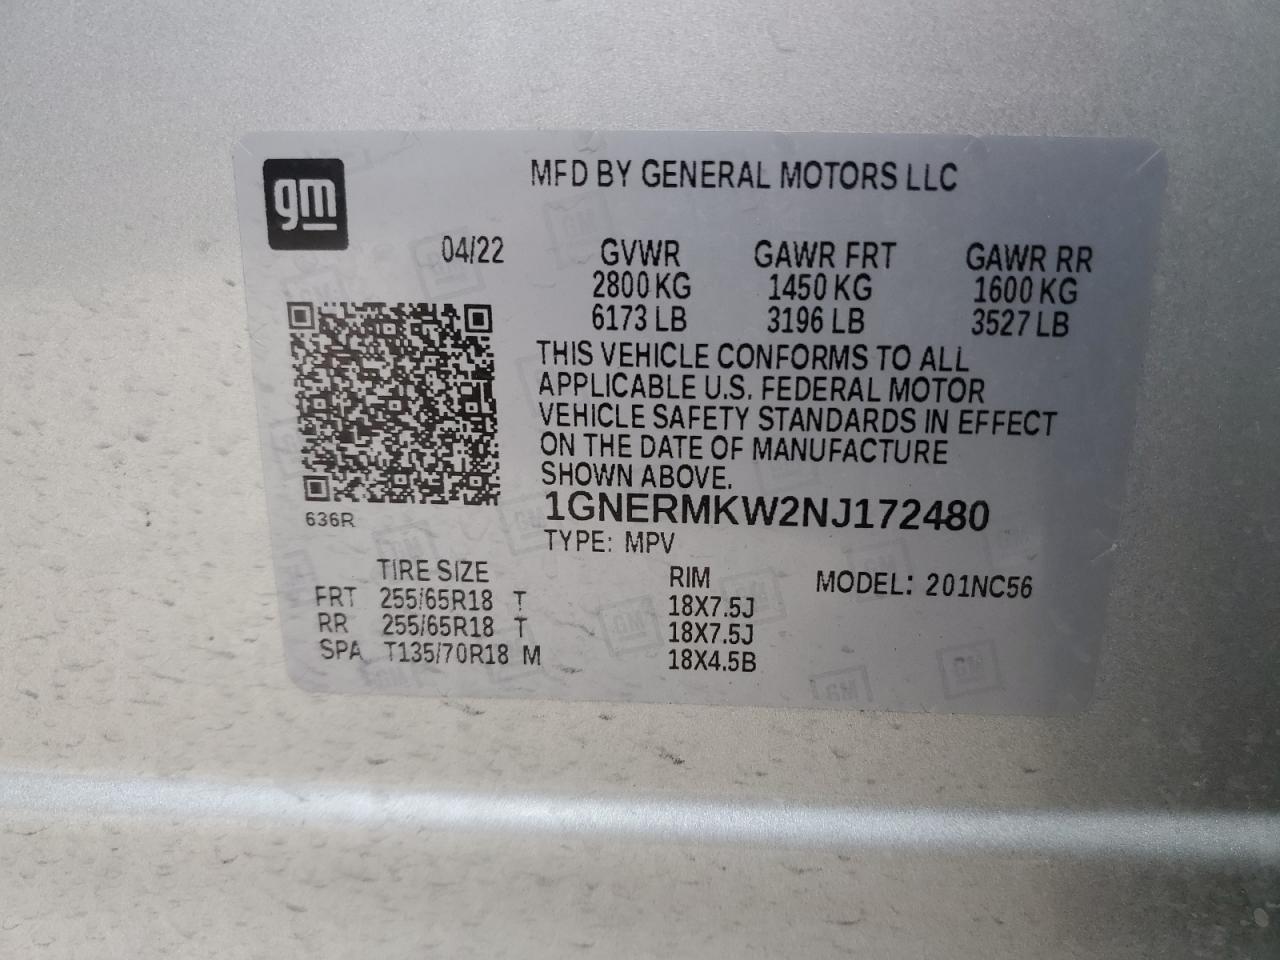 gm
MFD BY GENERAL MOTORS LLC
04/22 GVWR GAWR FRT GAWR RR
2800 KG 1450 KG 1600 KG
6173 LB 3196 LB 3527 LB
THIS VEHICLE CONFORMS TO ALL
APPLICABLE U.S. FEDERAL MOTOR
VEHICLE SAFETY STANDARDS IN EFFECT
ON THE DATE OF MANUFACTURE
SHOWN ABOVE.
1GNERMKW2NJ172480
636R
TYPE: MPV
TIRE SIZE RIM MODEL: 201NC56
FRT 255/65R18 T 18X7.5J
RR 255/65R18 T 18X7.5J
SPA T135/70R18 M 18X4.5B